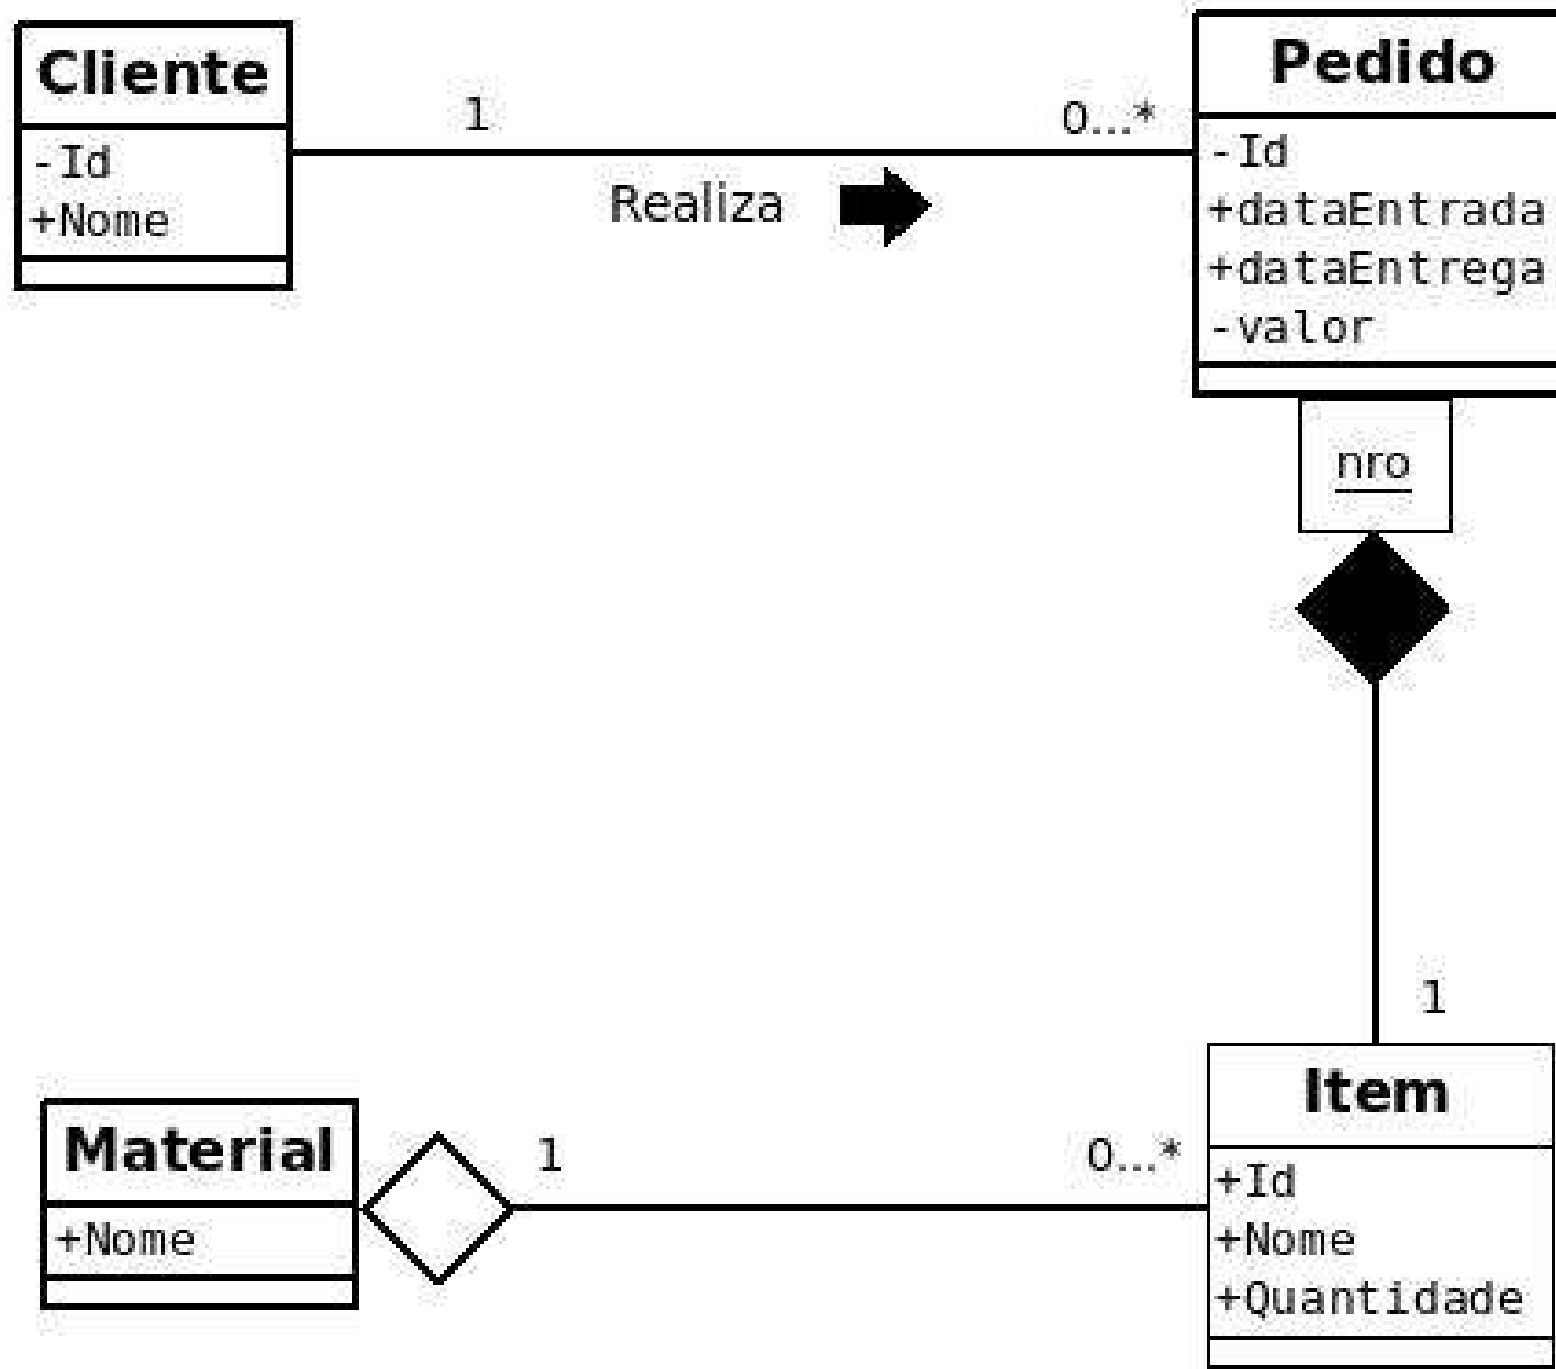 Cliente
-Id
+Nome
1
0...*
Realiza
Pedido
-Id
+dataEntrada
+dataEntrega
-valor
nro
1
Material
+Nome
1
0...*
Item
+Id
+Nome
+Quantidade